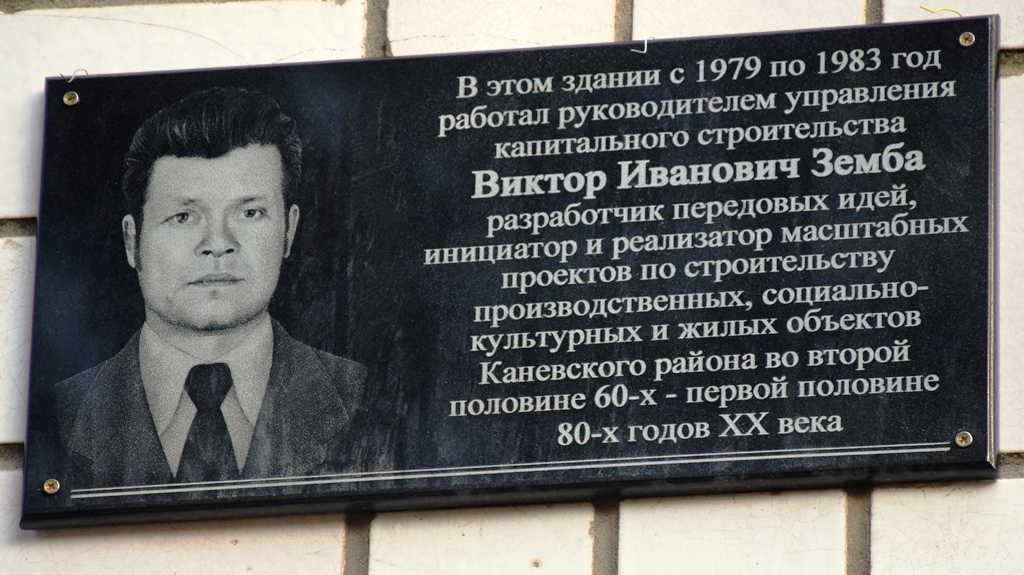 В этом здании с 1979 по 1983 год
работал руководителем управления
капитального строительства
Виктор ИвановичЗемба
разработчик передовых идей,
инициатор и реализатор масштабных
проектов по строительству
производственных, социально-
культурных и жилых объектов
Каневского района во второй
половине 60-х - первой половине
80-х годов XX века